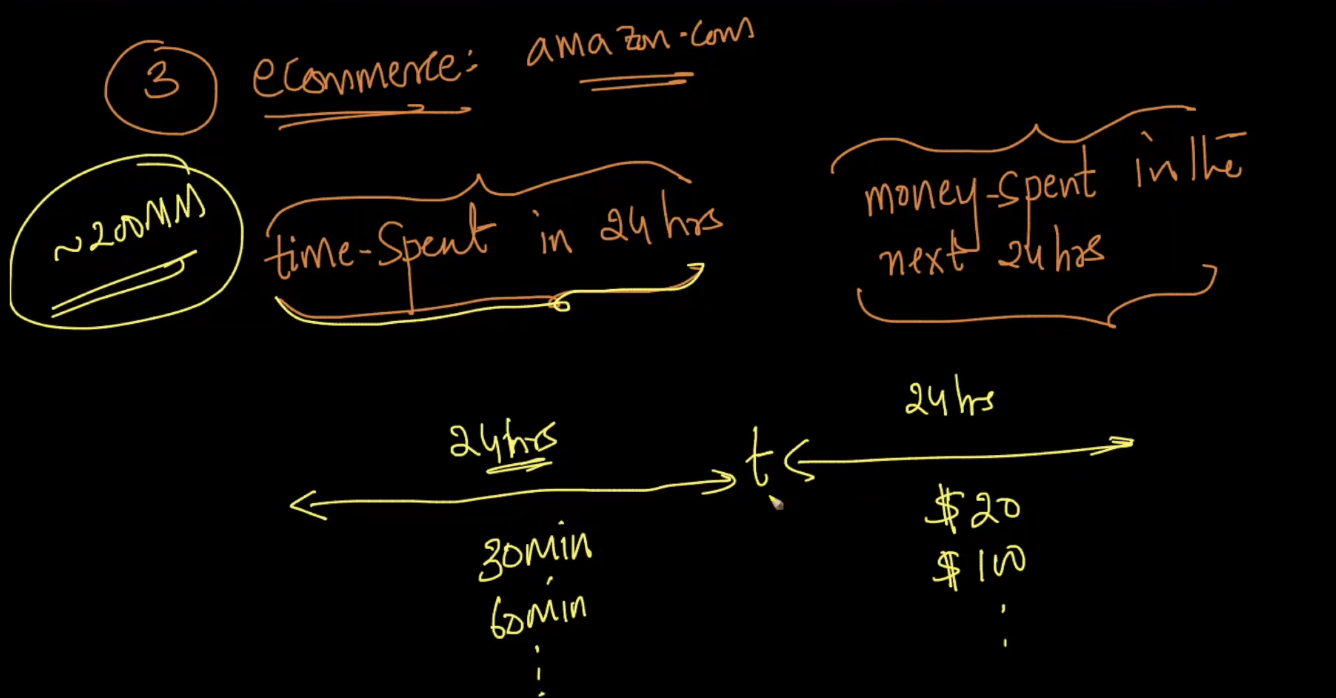 3 ecommerce: amazon.com
~200MM
time-spent in 24 hrs
money-spent in the
next 24 hrs
24 hrs
t
24 hrs
30min
60min
$20
$100